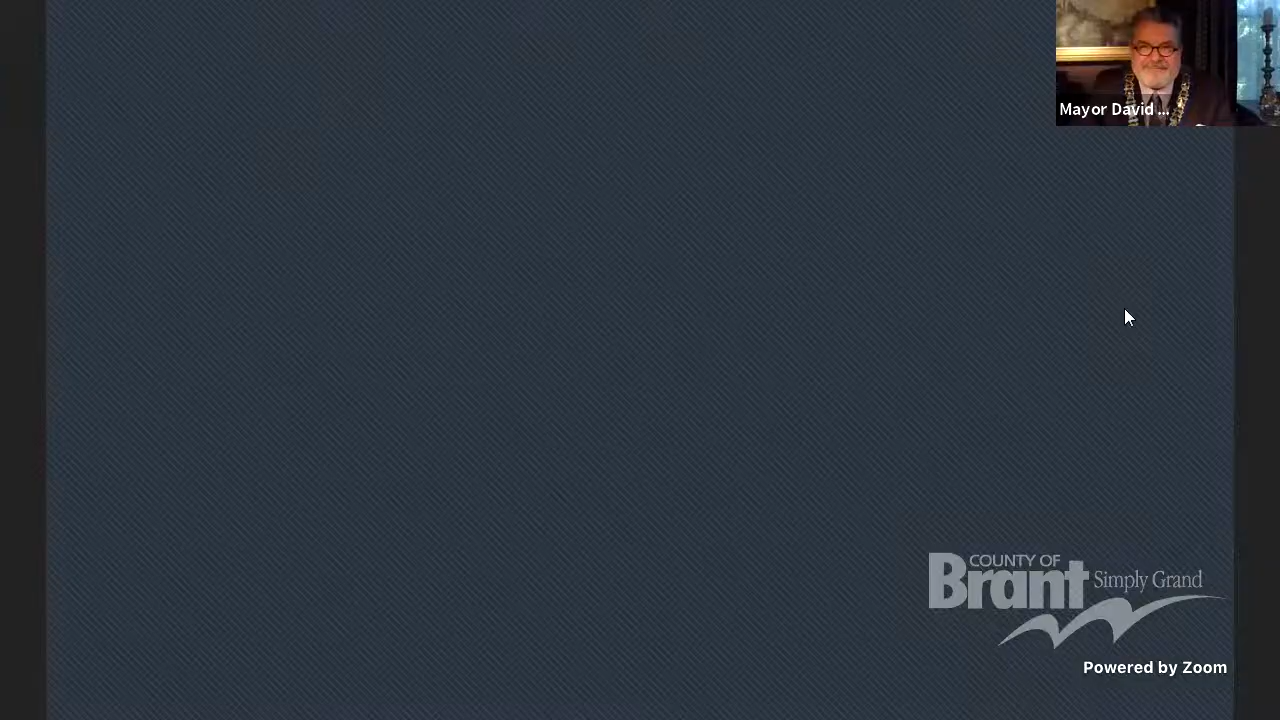 Mayor David ...
COUNTY OF
Brant Simply Grand
Powered by Zoom